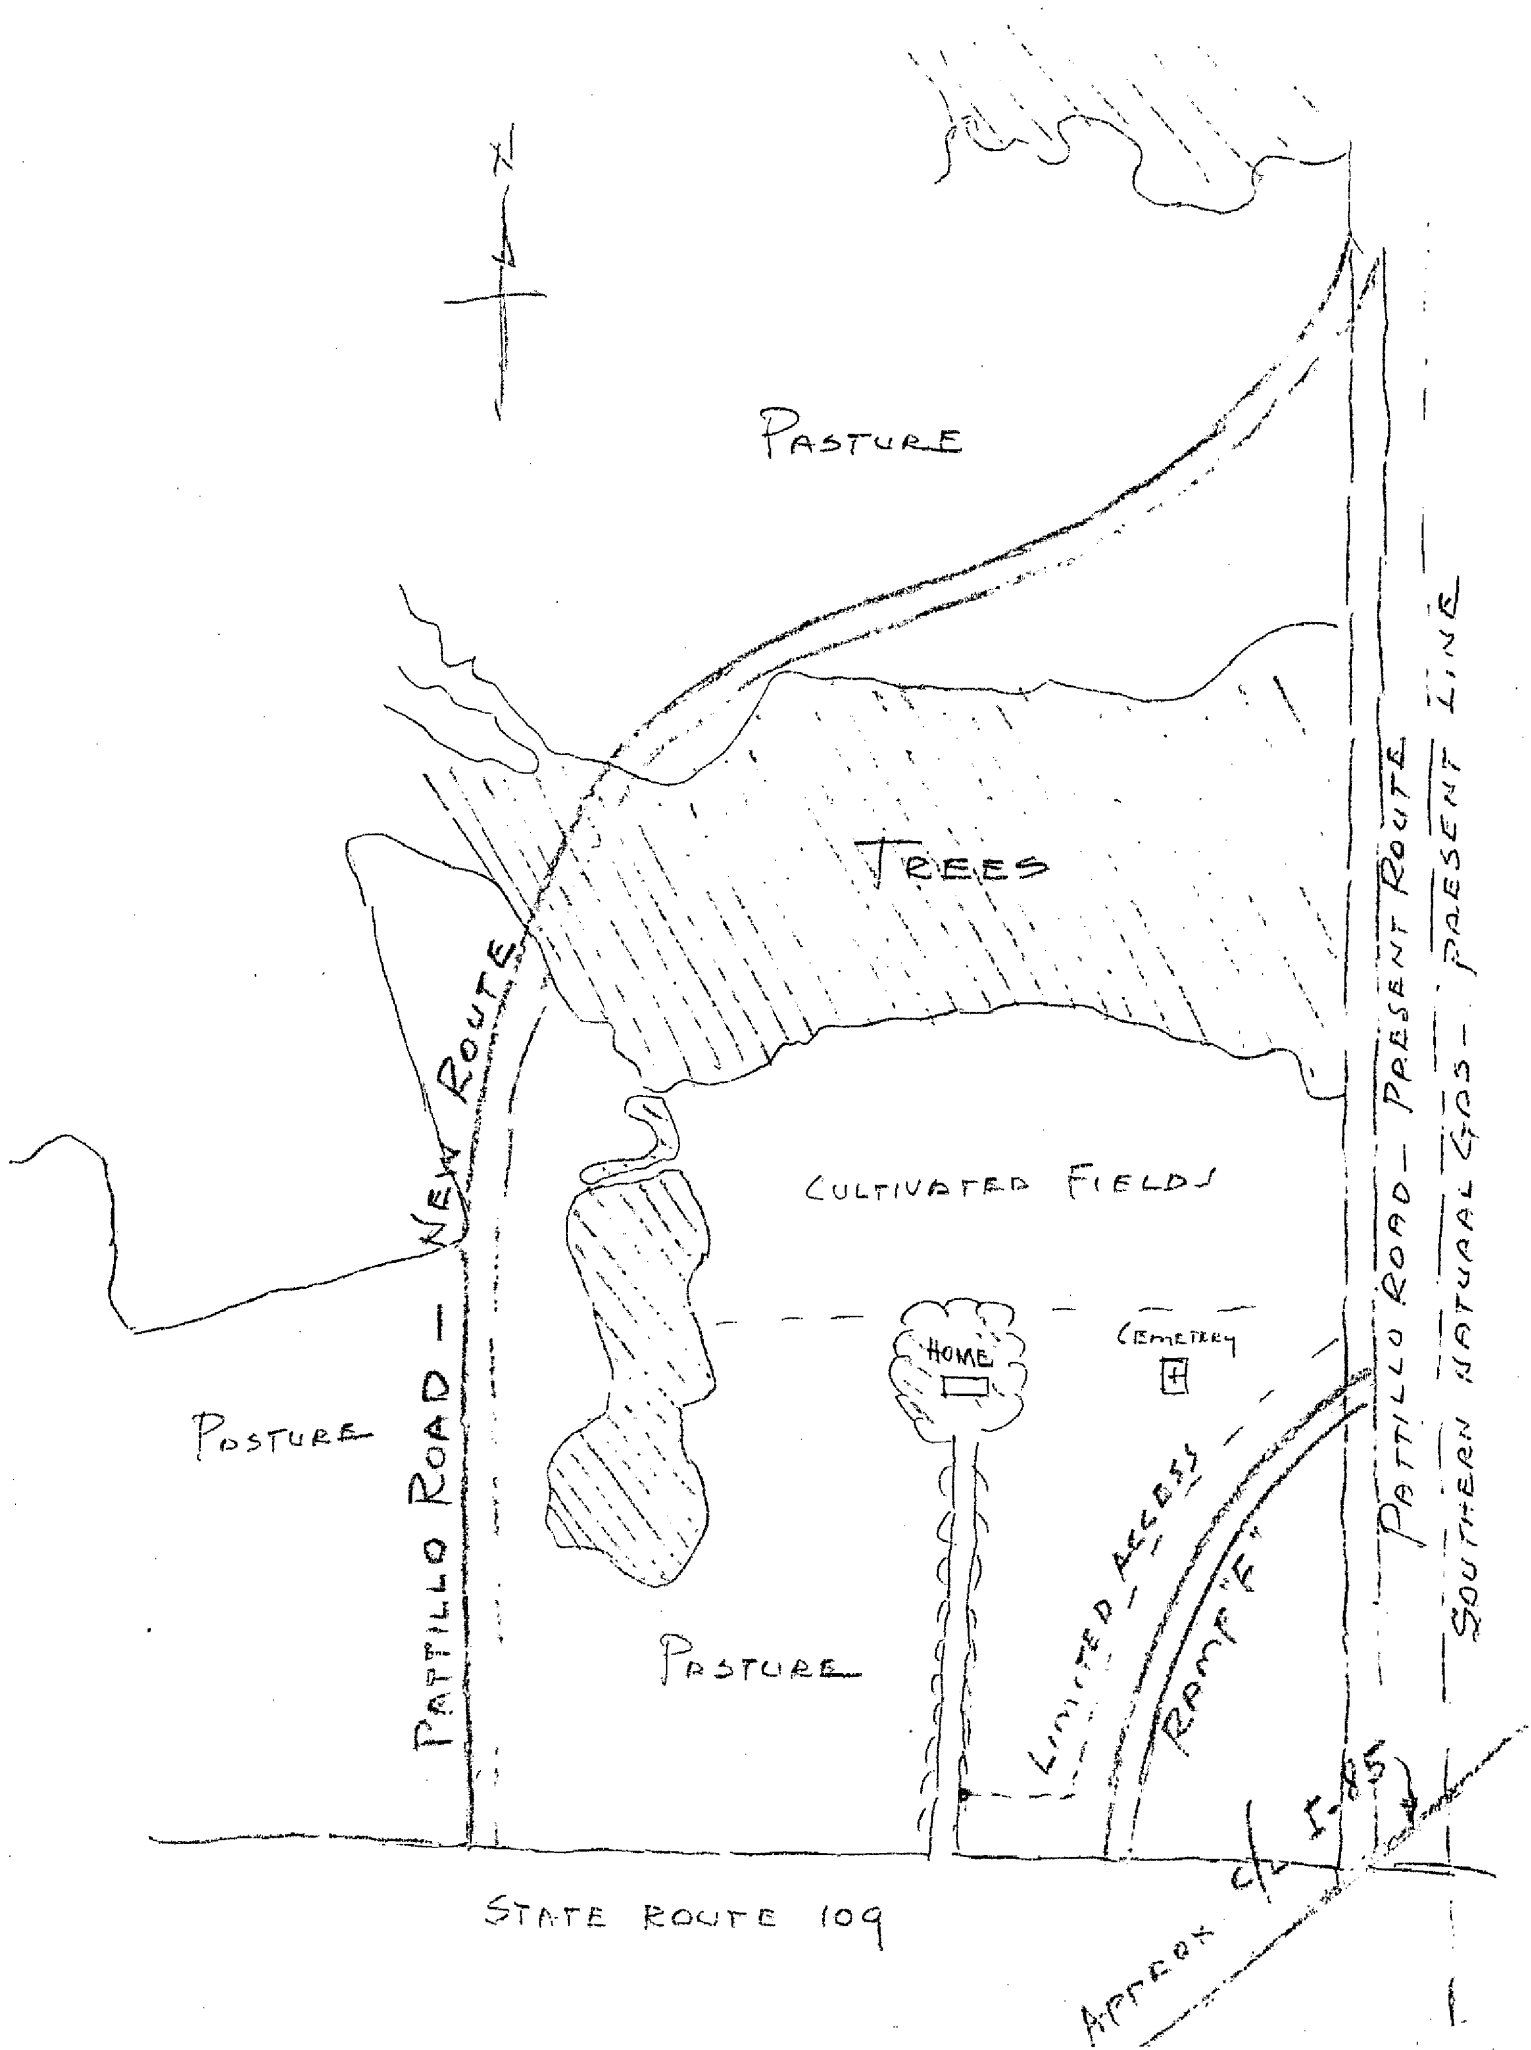 N
PASTURE
TREES
CULTIVATED FIELDS
HOME
CEMETERY
PASTURE
PASTURE
PATTILLO ROAD - NEW ROUTE
LIMITED ACCESS
RAMP "F"
PATTILLO ROAD - PRESENT ROUTE
SOUTHERN NATURAL GAS - PRESENT LINE
STATE ROUTE 109
APPROX C/L I-85